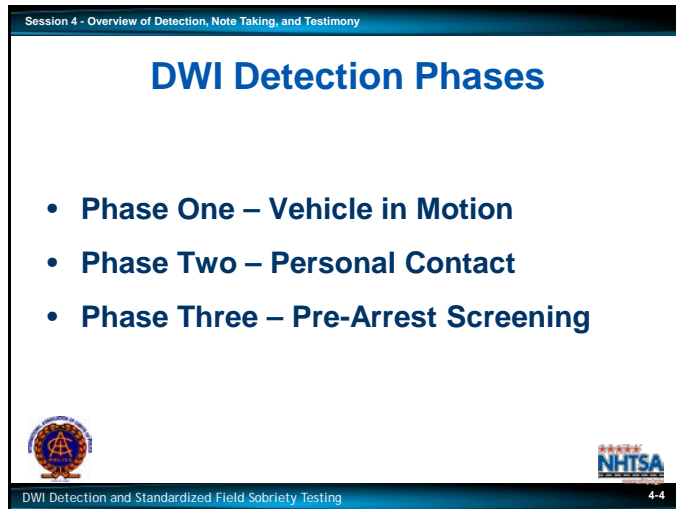 Session 4 - Overview of Detection, Note Taking, and Testimony
DWI Detection Phases
• Phase One – Vehicle in Motion
• Phase Two – Personal Contact
• Phase Three – Pre-Arrest Screening
POLICE
NHTSA
DWI Detection and Standardized Field Sobriety Testing
4-4